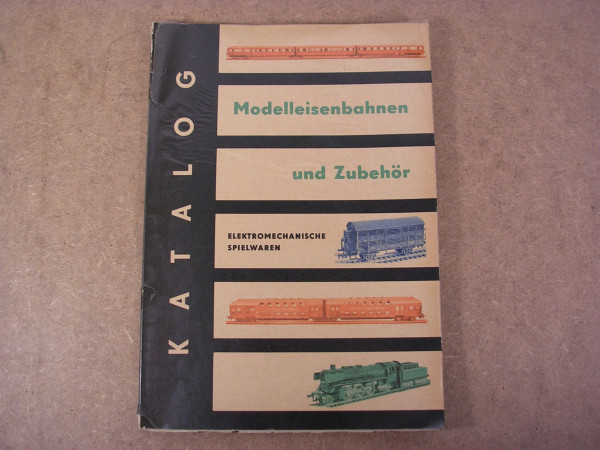 KATALOG
Modelleisenbahnen
und Zubehör
ELEKTROMECHANISCHE
SPIELWAREN